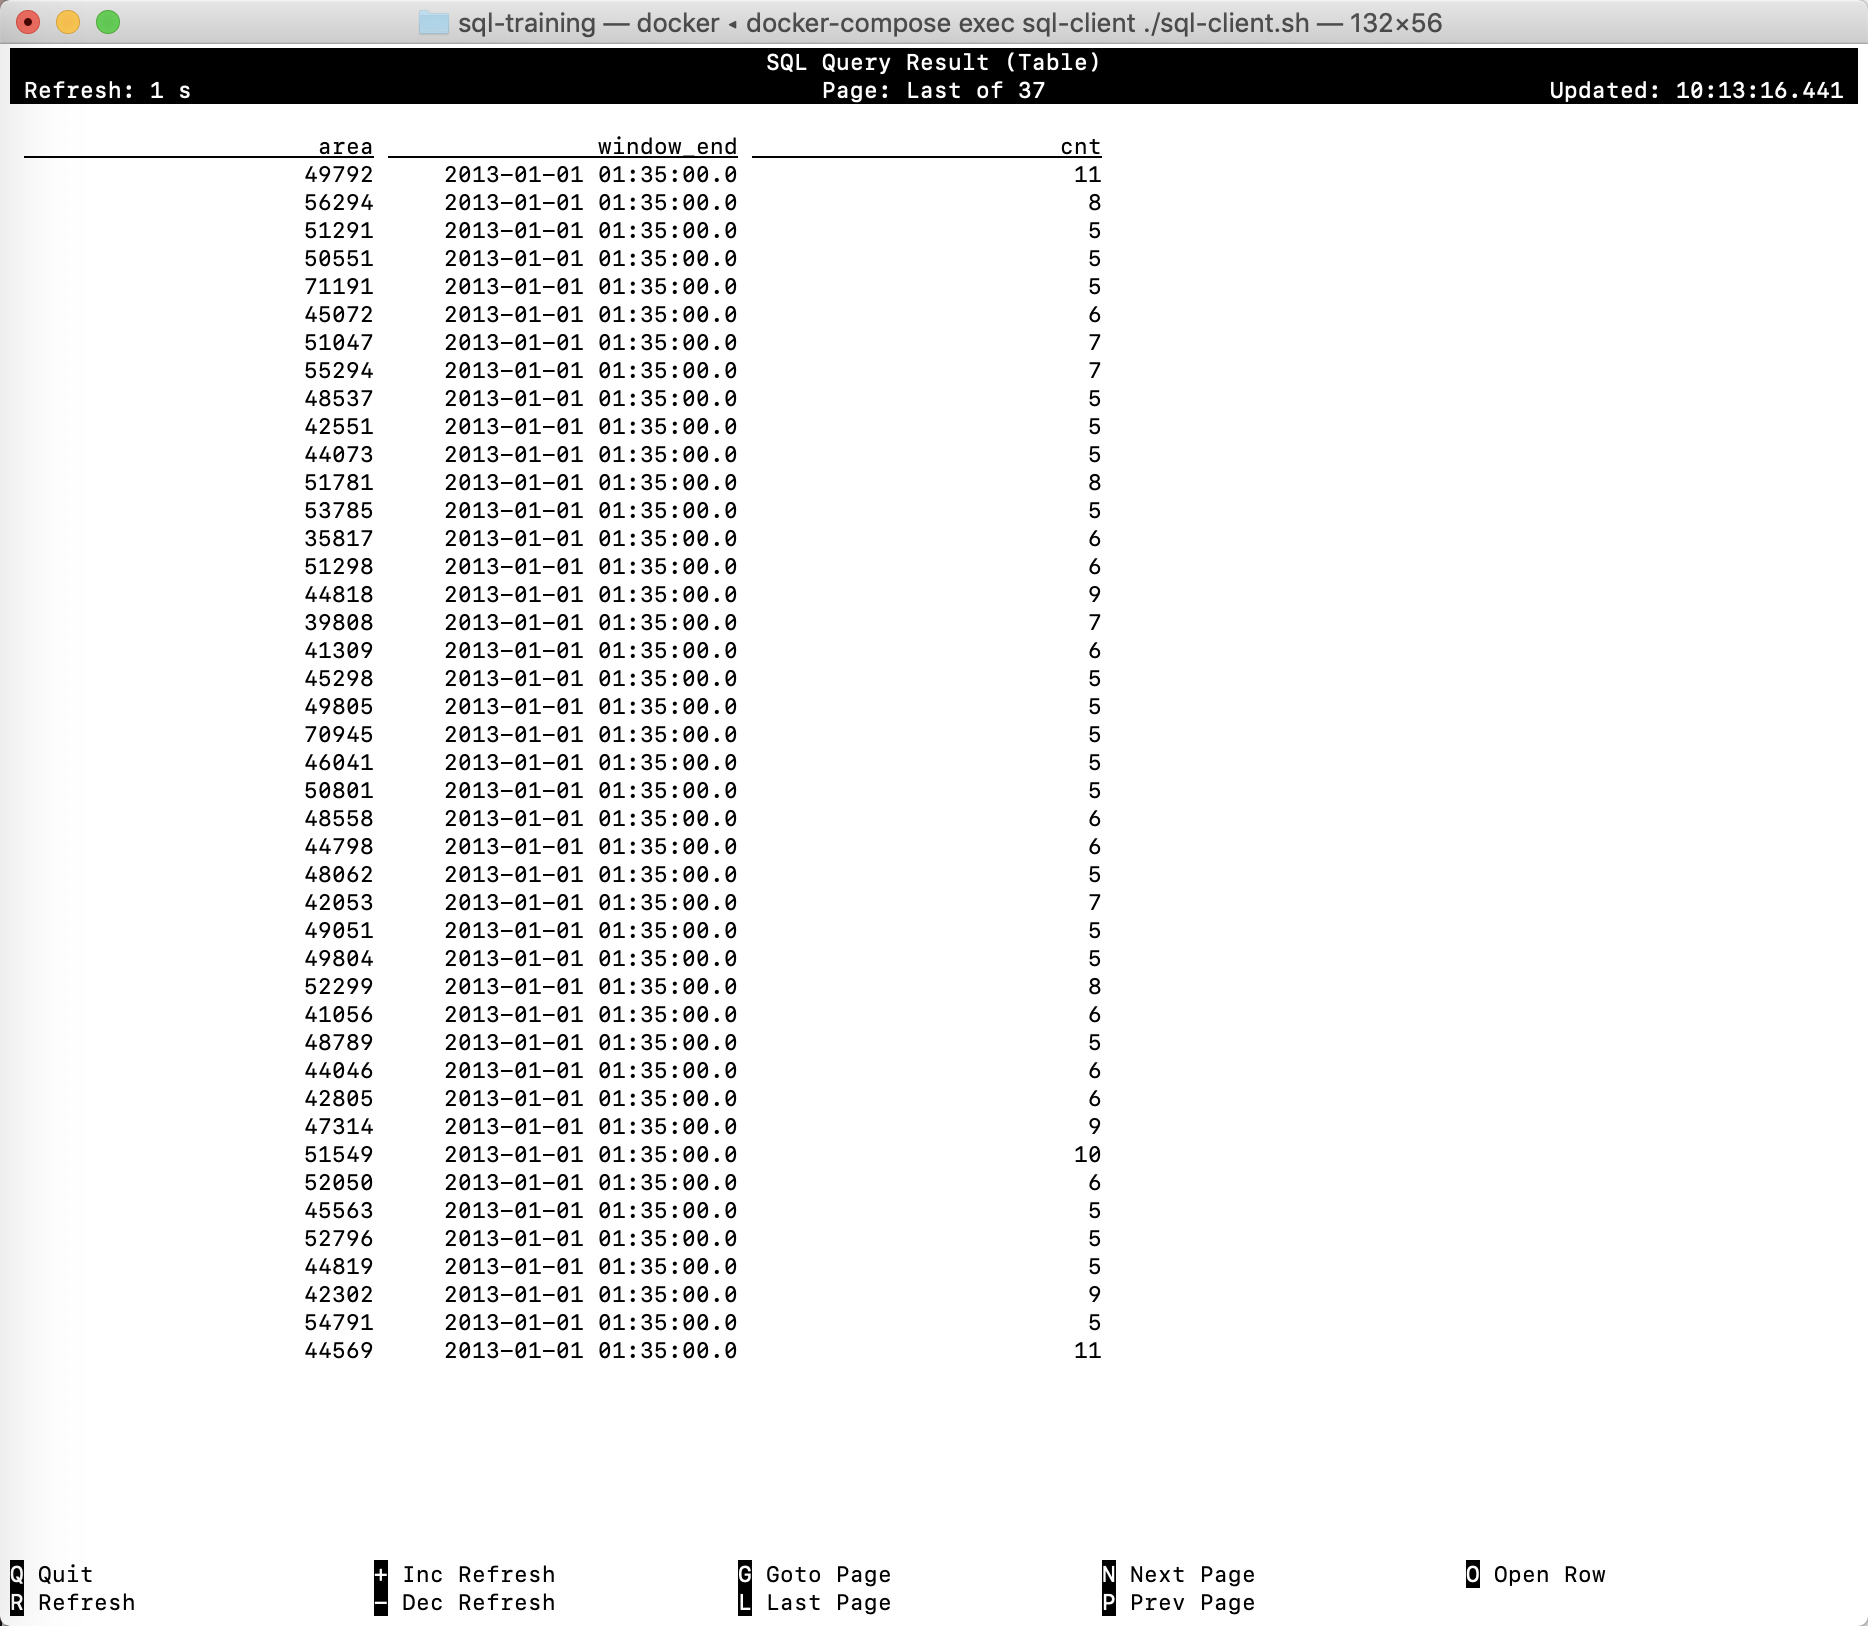 sql-training — docker ◂ docker-compose exec sql-client ./sql-client.sh — 132×56
SQL Query Result (Table)
Refresh: 1 s Page: Last of 37 Updated: 10:13:16.441
area window_end cnt
49792 2013-01-01 01:35:00.0 11
56294 2013-01-01 01:35:00.0 8
51291 2013-01-01 01:35:00.0 5
50551 2013-01-01 01:35:00.0 5
71191 2013-01-01 01:35:00.0 5
45072 2013-01-01 01:35:00.0 6
51047 2013-01-01 01:35:00.0 7
55294 2013-01-01 01:35:00.0 7
48537 2013-01-01 01:35:00.0 5
42551 2013-01-01 01:35:00.0 5
44073 2013-01-01 01:35:00.0 5
51781 2013-01-01 01:35:00.0 8
53785 2013-01-01 01:35:00.0 5
35817 2013-01-01 01:35:00.0 6
51298 2013-01-01 01:35:00.0 6
44818 2013-01-01 01:35:00.0 9
39808 2013-01-01 01:35:00.0 7
41309 2013-01-01 01:35:00.0 6
45298 2013-01-01 01:35:00.0 5
49805 2013-01-01 01:35:00.0 5
70945 2013-01-01 01:35:00.0 5
46041 2013-01-01 01:35:00.0 5
50801 2013-01-01 01:35:00.0 5
48558 2013-01-01 01:35:00.0 6
44798 2013-01-01 01:35:00.0 6
48062 2013-01-01 01:35:00.0 5
42053 2013-01-01 01:35:00.0 7
49051 2013-01-01 01:35:00.0 5
49804 2013-01-01 01:35:00.0 5
52299 2013-01-01 01:35:00.0 8
41056 2013-01-01 01:35:00.0 6
48789 2013-01-01 01:35:00.0 5
44046 2013-01-01 01:35:00.0 6
42805 2013-01-01 01:35:00.0 6
47314 2013-01-01 01:35:00.0 9
51549 2013-01-01 01:35:00.0 10
52050 2013-01-01 01:35:00.0 6
45563 2013-01-01 01:35:00.0 5
52796 2013-01-01 01:35:00.0 5
44819 2013-01-01 01:35:00.0 5
42302 2013-01-01 01:35:00.0 9
54791 2013-01-01 01:35:00.0 5
44569 2013-01-01 01:35:00.0 11
Q Quit + Inc Refresh G Goto Page N Next Page O Open Row
R Refresh - Dec Refresh L Last Page P Prev Page